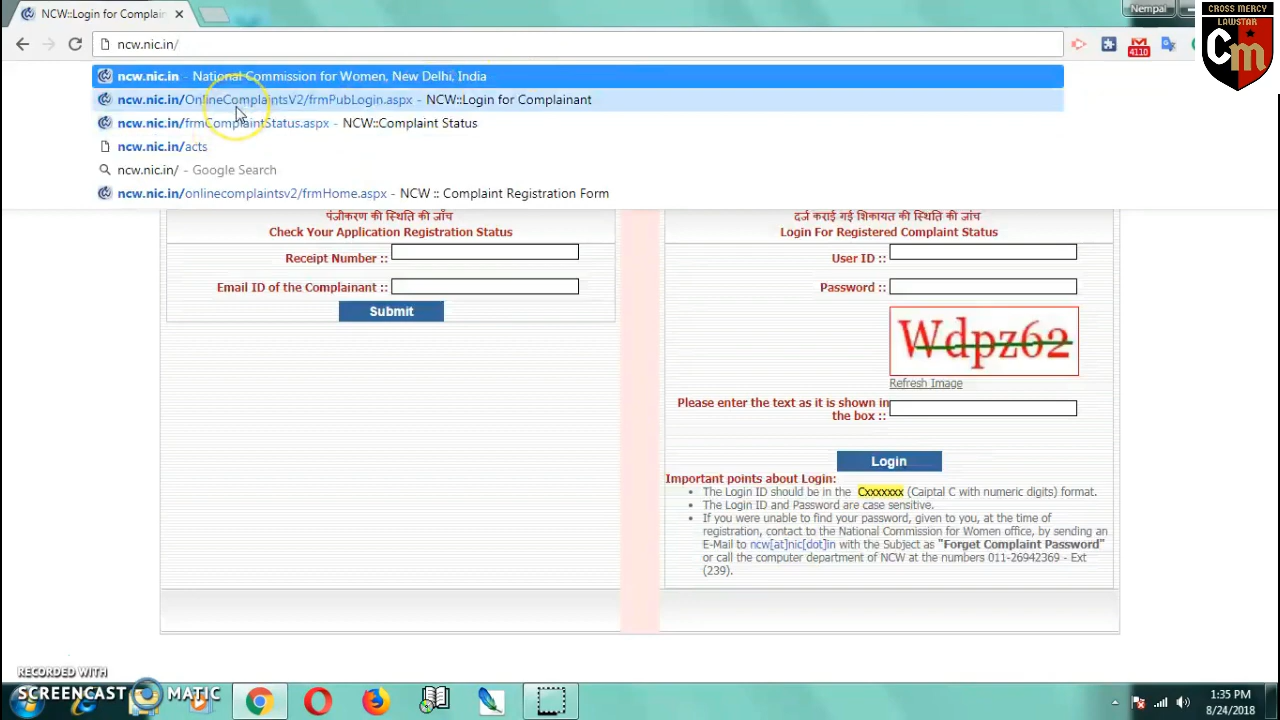 NCW::Login for Complain
Nempal
CROSS MERCY
LAWSTAR
Cm
ncw.nic.in/
4110
ncw.nic.in - National Commission for Women, New Delhi, India
ncw.nic.in/OnlineComplaintsV2/frmPubLogin.aspx - NCW::Login for Complainant
ncw.nic.in/frmComplaintStatus.aspx - NCW::Complaint Status
ncw.nic.in/acts
ncw.nic.in/ - Google Search
ncw.nic.in/onlinecomplaintsv2/frmHome.aspx - NCW :: Complaint Registration Form
पंजीकरण की स्थिति की जाँच
Check Your Application Registration Status
Receipt Number ::
Email ID of the Complainant ::
Submit
दर्ज कराई गई शिकायत की स्थिति की जांच
Login For Registered Complaint Status
User ID ::
Password ::
Wdpz62
Refresh Image
Please enter the text as it is shown in
the box ::
Login
Important points about Login:
• The Login ID should be in the Cxxxxxxx (Caiptal C with numeric digits) format.
• The Login ID and Password are case sensitive.
• If you were unable to find your password, given to you, at the time of
registration, contact to the National Commission for Women office, by sending an
E-Mail to ncw[at]nic[dot]in with the Subject as "Forget Complaint Password"
or call the computer department of NCW at the numbers 011-26942369 - Ext
(239).
RECORDED WITH
SCREENCAST MATIC
1:35 PM
8/24/2018